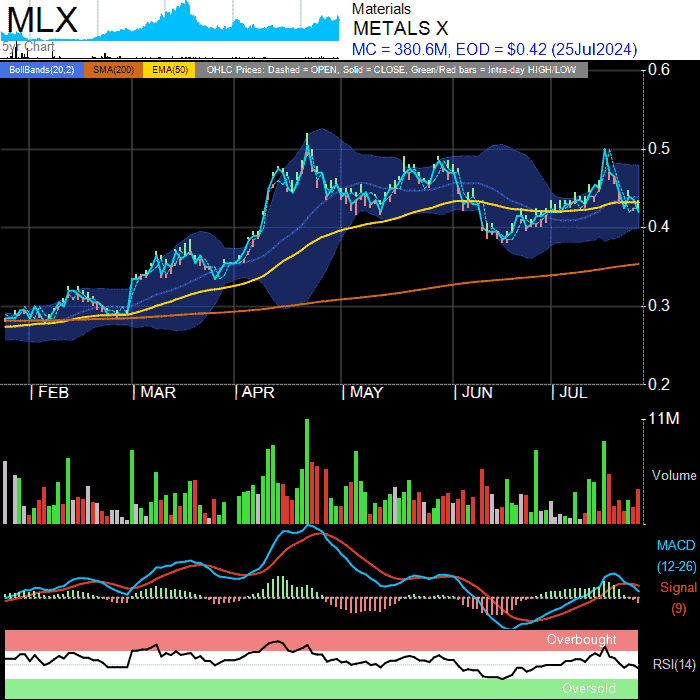 MLX
5yr Chart
Materials
METALS X
MC = 380.6M, EOD = $0.42 (25Jul2024)
BollBands(20,2) SMA(200) EMA(50) OHLC Prices: Dashed = OPEN, Solid = CLOSE, Green/Red bars = Intra-day HIGH/LOW
0.6
0.5
0.4
0.3
0.2
| FEB | MAR | APR | MAY | JUN | JUL
11M
Volume
MACD
(12-26)
Signal
(9)
Overbought
RSI(14)
Oversold